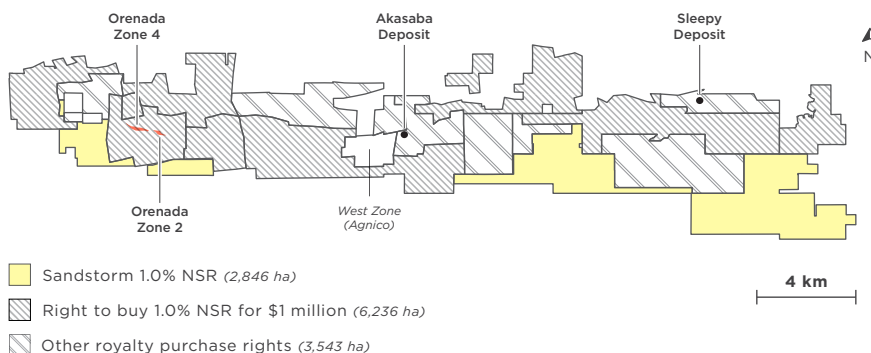 Orenada
Zone 4
Akasaba
Deposit
Sleepy
Deposit
N
Orenada
Zone 2
West Zone
(Agnico)
Sandstorm 1.0% NSR (2,846 ha)
4 km
Right to buy 1.0% NSR for $1 million (6,236 ha)
Other royalty purchase rights (3,543 ha)